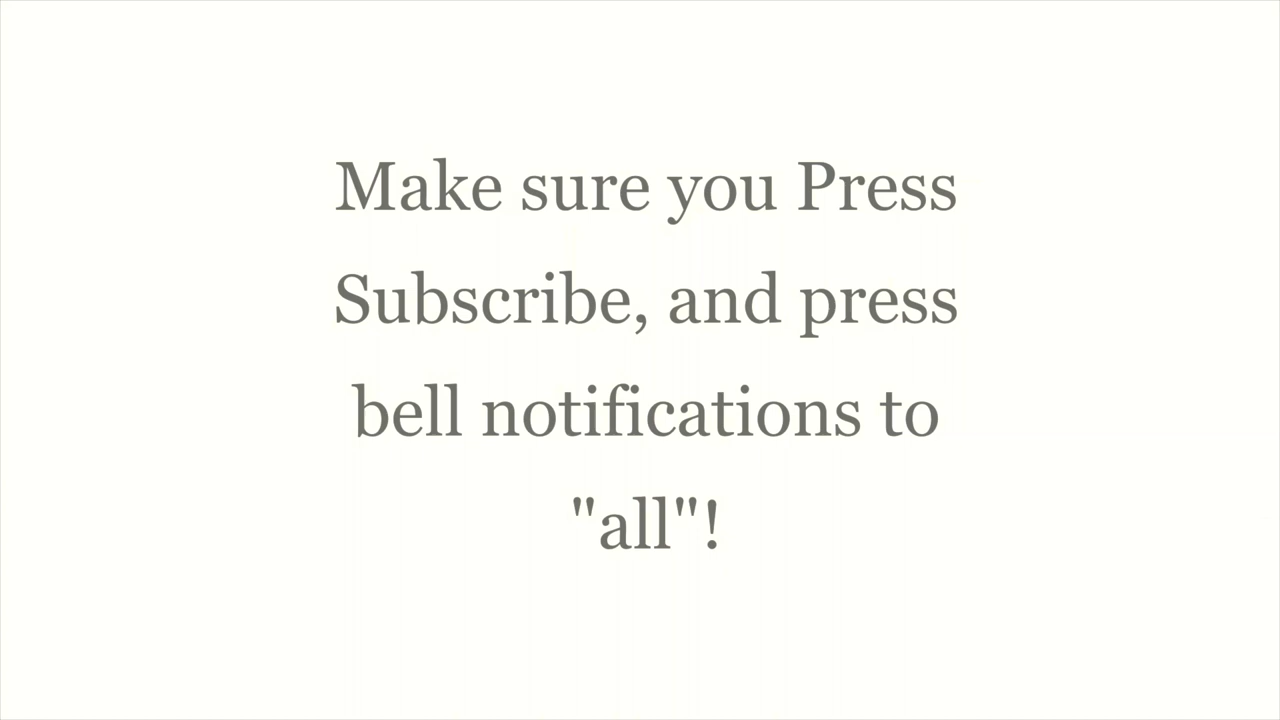 Make sure you Press
Subscribe, and press
bell notifications to
"all"!